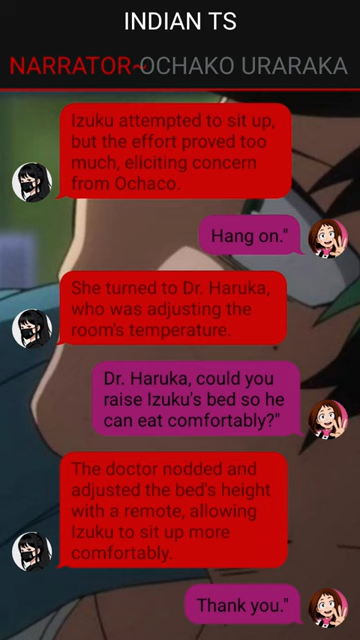 INDIAN TS
NARRATOR~OCHAKO URARAKA
Izuku attempted to sit up,
but the effort proved too
much, eliciting concern
from Ochaco.
Hang on."
She turned to Dr. Haruka,
who was adjusting the
room's temperature.
Dr. Haruka, could you
raise Izuku's bed so he
can eat comfortably?"
The doctor nodded and
adjusted the bed's height
with a remote, allowing
Izuku to sit up more
comfortably.
Thank you."